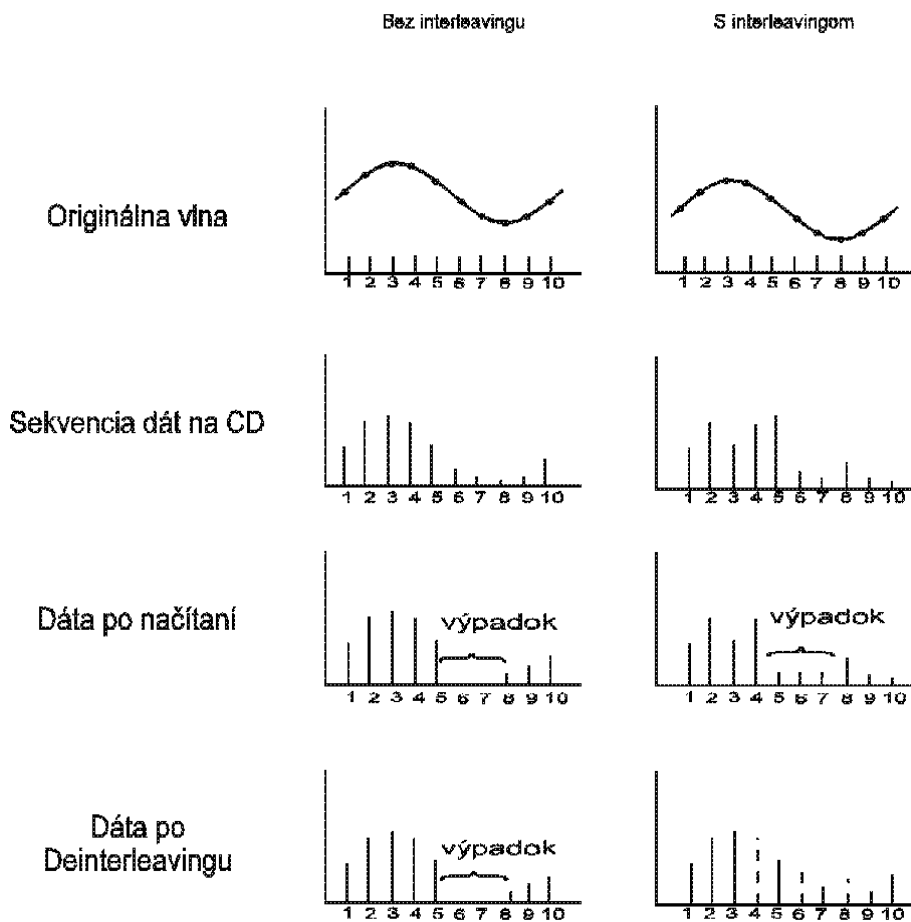 Bez interleavingu
S interleavingom
Originálna vlna
1 2 3 4 5 6 7 8 9 10
1 2 3 4 5 6 7 8 9 10
Sekvencia dát na CD
1 2 3 4 5 6 7 8 9 10
1 2 3 4 5 6 7 8 9 10
Dáta po načítaní
výpadok
1 2 3 4 5 6 7 8 9 10
výpadok
1 2 3 4 5 6 7 8 9 10
Dáta po
Deinterleavingu
výpadok
1 2 3 4 5 6 7 8 9 10
1 2 3 4 5 6 7 8 9 10